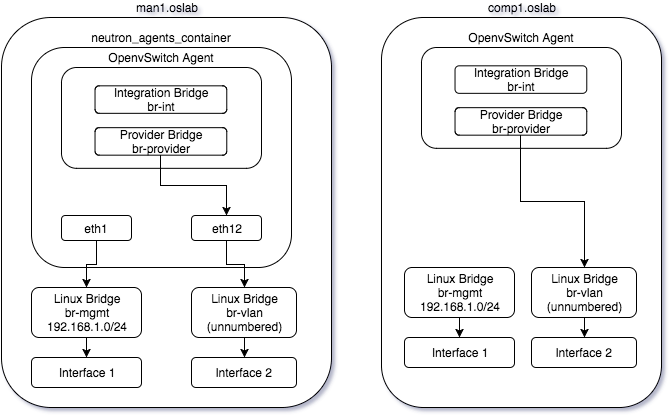 man1.oslab
neutron_agents_container
OpenvSwitch Agent
Integration Bridge
br-int
Provider Bridge
br-provider
eth1
eth12
Linux Bridge
br-mgmt
192.168.1.0/24
Linux Bridge
br-vlan
(unnumbered)
Interface 1
Interface 2
comp1.oslab
OpenvSwitch Agent
Integration Bridge
br-int
Provider Bridge
br-provider
Linux Bridge
br-mgmt
192.168.1.0/24
Linux Bridge
br-vlan
(unnumbered)
Interface 1
Interface 2